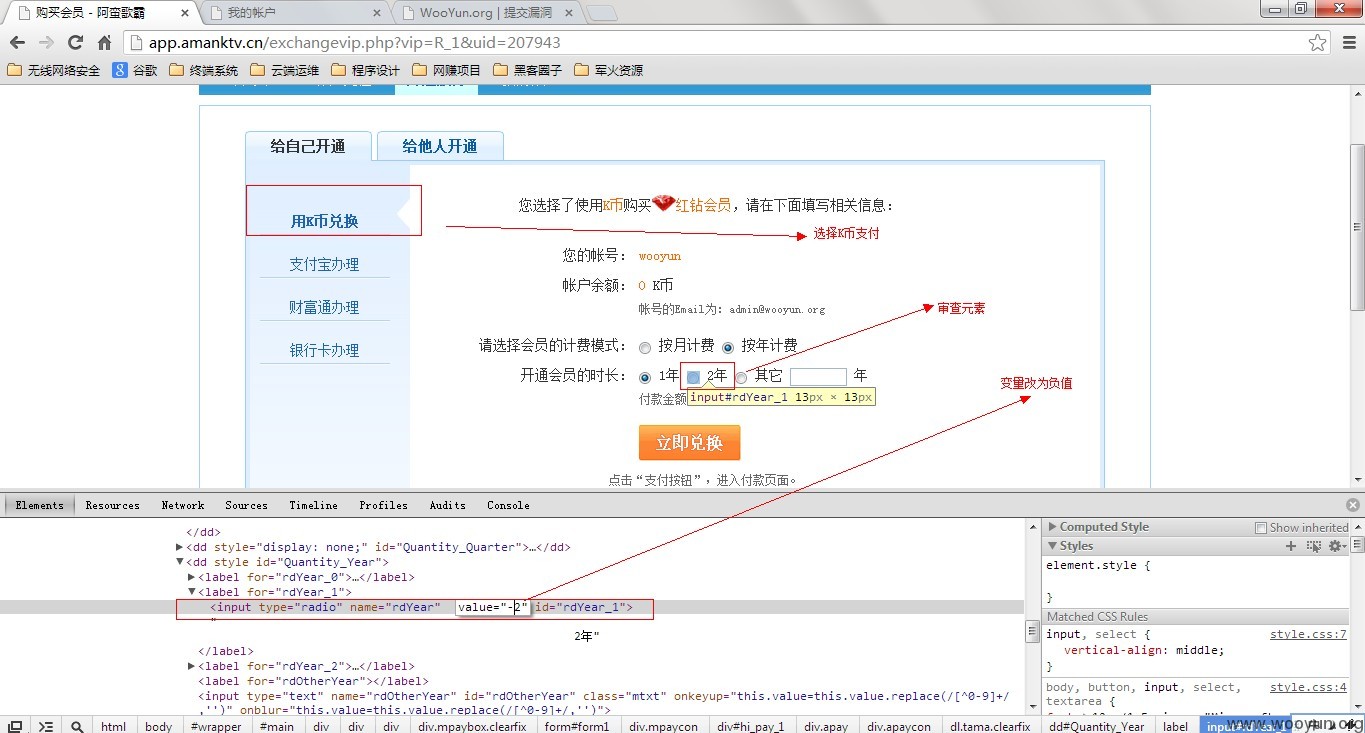 购买会员 - 阿蛮歌霸
我的帐户
WooYun.org | 提交漏洞
app.amanktv.cn/exchangevip.php?vip=R_1&uid=207943
无线网络安全 谷歌 终端系统 云端运维 程序设计 网赚项目 黑客圈子 军火资源
给自己开通 给他人开通
用K币兑换
支付宝办理
财富通办理
银行卡办理
您选择了使用K币购买红钻会员，请在下面填写相关信息：
选择K币支付
您的帐号： wooyun
帐户余额： 0 K币
帐号的Email为: admin@wooyun.org
审查元素
请选择会员的计费模式： 按月计费 按年计费
开通会员的时长： 1年 2年 其它 年
付款金额
input#rdYear_1 13px × 13px
变量改为负值
立即兑换
点击“支付按钮”，进入付款页面。
Elements Resources Network Sources Timeline Profiles Audits Console
</dd>
<dd style="display: none;" id="Quantity_Quarter">…</dd>
<dd style id="Quantity_Year">
<label for="rdYear_0">…</label>
<label for="rdYear_1">
<input type="radio" name="rdYear" value="-2" id="rdYear_1">
"
2年"
</label>
<label for="rdYear_2">…</label>
<label for="rdOtherYear"></label>
<input type="text" name="rdOtherYear" id="rdOtherYear" class="mtxt" onkeyup="this.value=this.value.replace(/[^0-9]+/
,'')" onblur="this.value=this.value.replace(/[^0-9]+/,'')">
Computed Style Show inherited
Styles
element.style {
}
Matched CSS Rules
input, select { style.css:7
vertical-align: middle;
}
body, button, input, select, style.css:4
textarea {
html body #wrapper #main div div div div.mpaybox.clearfix form#form1 div.mpaycon div#hi_pay_1 div.apay div.apaycon dl.tama.clearfix dd#Quantity_Year label input#rdYear_1
www.wooyun.org